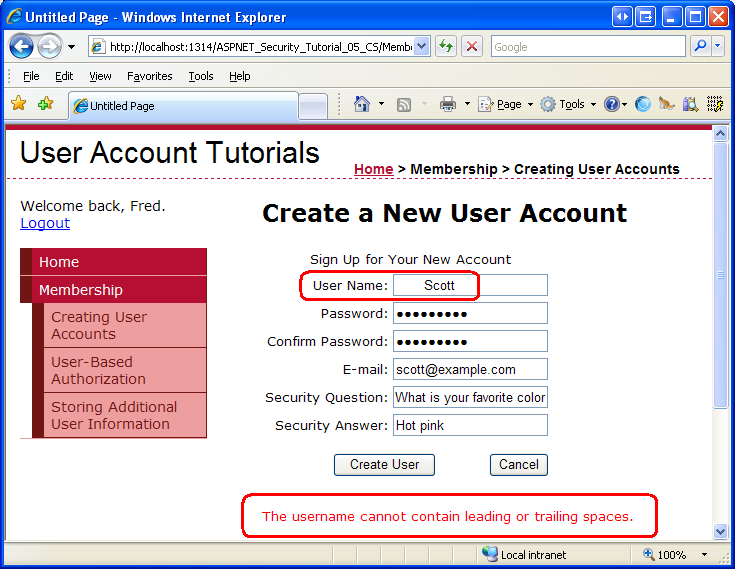 Untitled Page - Windows Internet Explorer
http://localhost:1314/ASPNET_Security_Tutorial_05_CS/Memb
Google
File Edit View Favorites Tools Help
Untitled Page
Page Tools
User Account Tutorials
Home > Membership > Creating User Accounts
Welcome back, Fred.
Logout
Home
Membership
Creating User
Accounts
User-Based
Authorization
Storing Additional
User Information
Create a New User Account
Sign Up for Your New Account
User Name: Scott
Password: ●●●●●●●●●
Confirm Password: ●●●●●●●●●
E-mail: scott@example.com
Security Question: What is your favorite color
Security Answer: Hot pink
Create User Cancel
The username cannot contain leading or trailing spaces.
Local intranet 100%